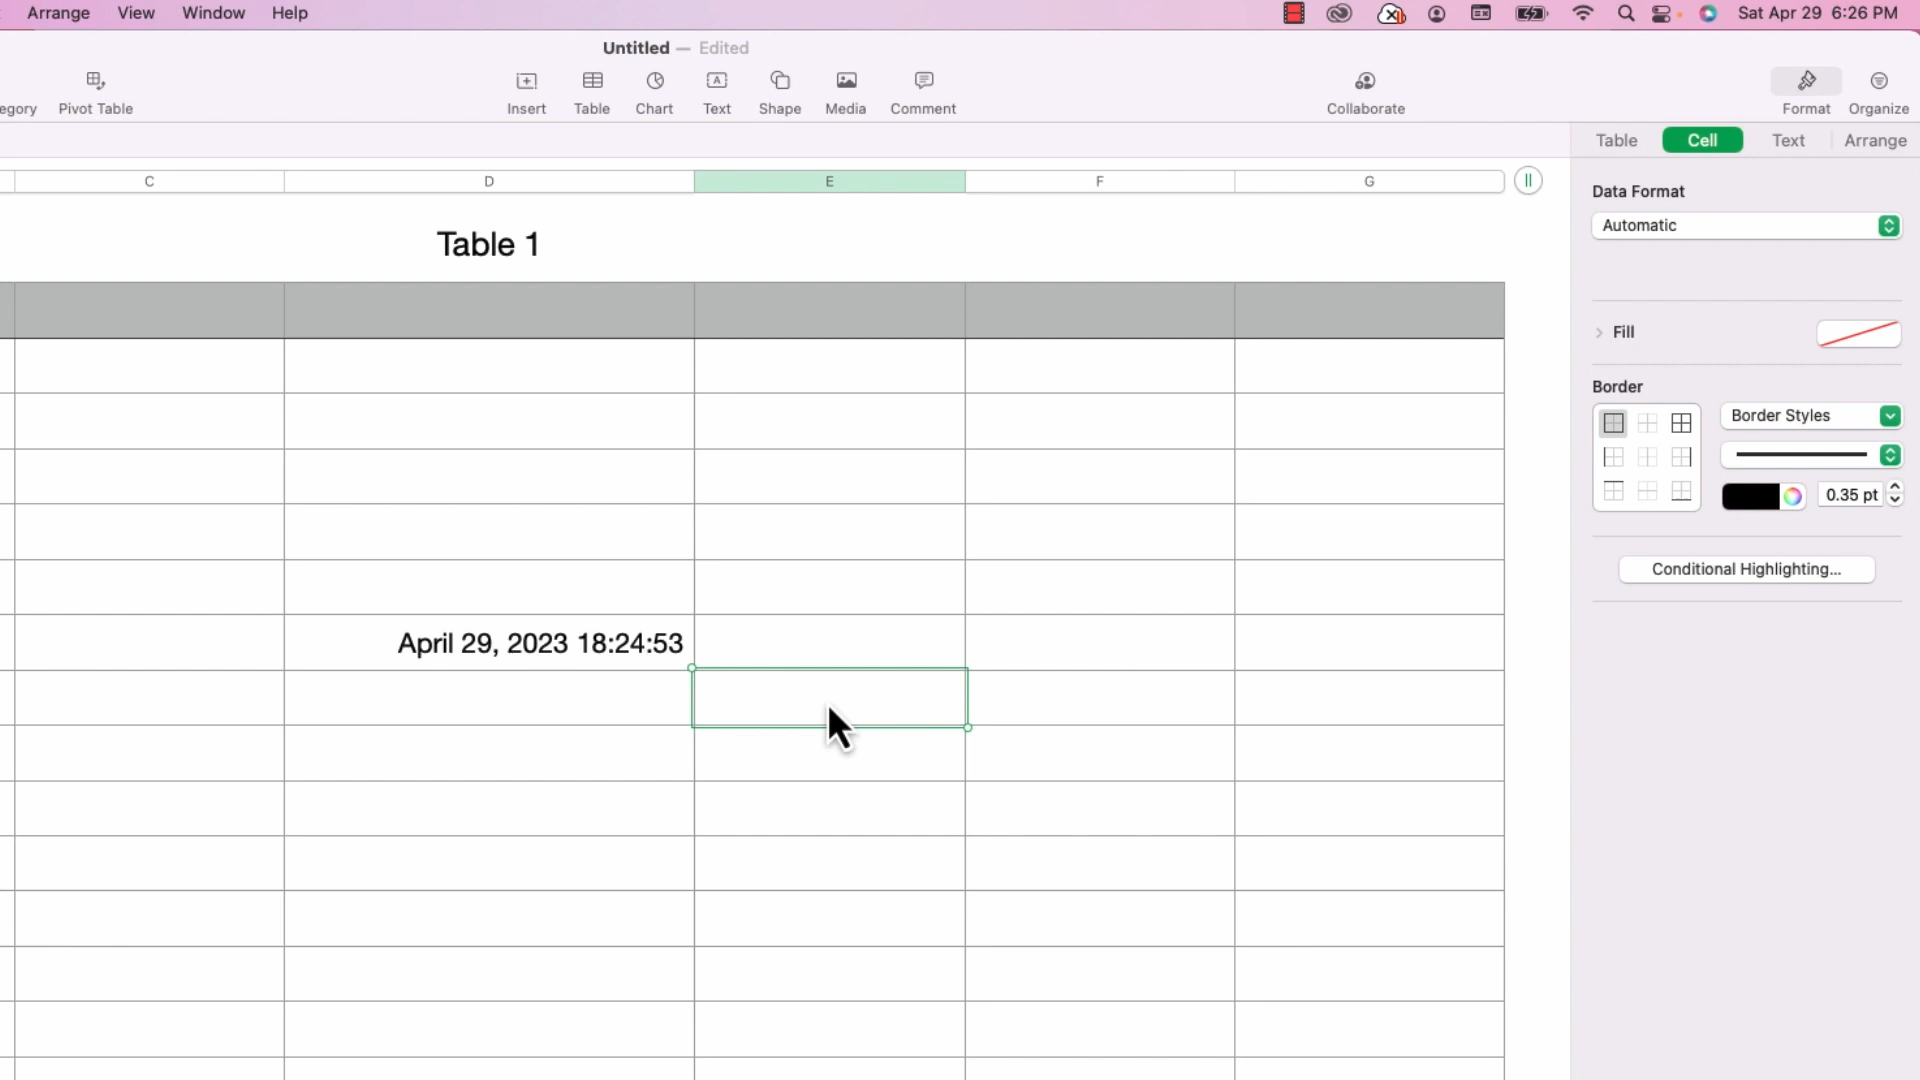 Arrange View Window Help Sat Apr 29 6:26 PM
Untitled — Edited
egory Pivot Table Insert Table Chart Text Shape Media Comment Collaborate Format Organize
Table Cell Text Arrange
C D E F G
Data Format
Automatic
Table 1
Fill
Border
Border Styles
0.35 pt
Conditional Highlighting...
April 29, 2023 18:24:53